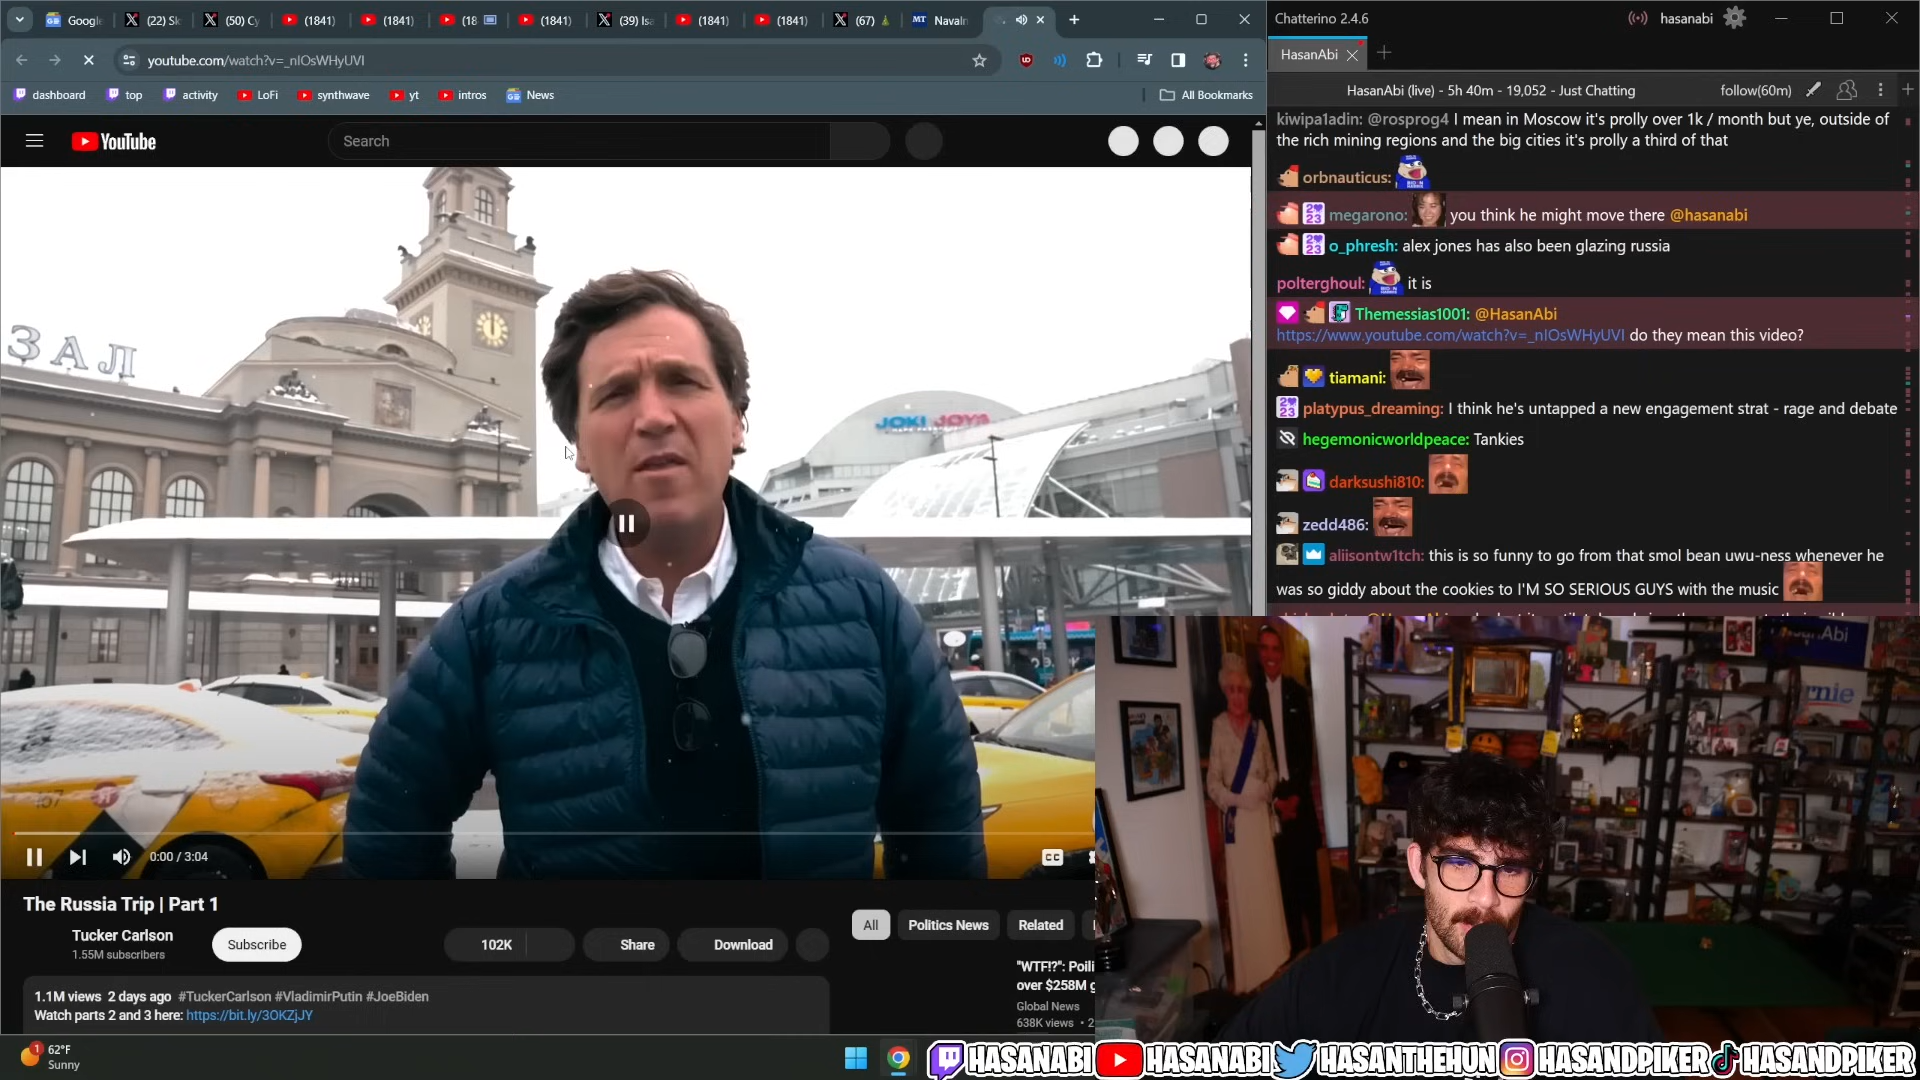 Google
(22) Sk
(50) Cy
(1841)
(1841)
(18
(1841)
(39) Isa
(1841)
(1841)
(67)
MT Navaln
youtube.com/watch?v=_nIOsWHyUVI
dashboard
top
activity
LoFi
synthwave
yt
intros
News
All Bookmarks
YouTube
Search
ЗАЛ
JOKI JOYA
0:00 / 3:04
CC
The Russia Trip | Part 1
Tucker Carlson
1.55M subscribers
Subscribe
102K
Share
Download
All
Politics News
Related
1.1M views 2 days ago #TuckerCarlson #VladimirPutin #JoeBiden
Watch parts 2 and 3 here: https://bit.ly/3OKZjJY
"WTF!?": Poili
over $258M g
Global News
638K views • 2
1
62°F
Sunny
Chatterino 2.4.6
hasanabi
HasanAbi
HasanAbi (live) - 5h 40m - 19,052 - Just Chatting
follow(60m)
kiwipa1adin: @rosprog4 I mean in Moscow it's prolly over 1k / month but ye, outside of
the rich mining regions and the big cities it's prolly a third of that
orbnauticus:
megarono: you think he might move there @hasanabi
o_phresh: alex jones has also been glazing russia
polterghoul: it is
Themessias1001: @HasanAbi
https://www.youtube.com/watch?v=_nIOsWHyUVI do they mean this video?
tiamani:
platypus_dreaming: I think he's untapped a new engagement strat - rage and debate
hegemonicworldpeace: Tankies
darksushi810:
zedd486:
aliisontw1tch: this is so funny to go from that smol bean uwu-ness whenever he
was so giddy about the cookies to I'M SO SERIOUS GUYS with the music
HASANABI
HASANABI
HASANTHEHUN
HASANDPIKER
HASANDPIKER